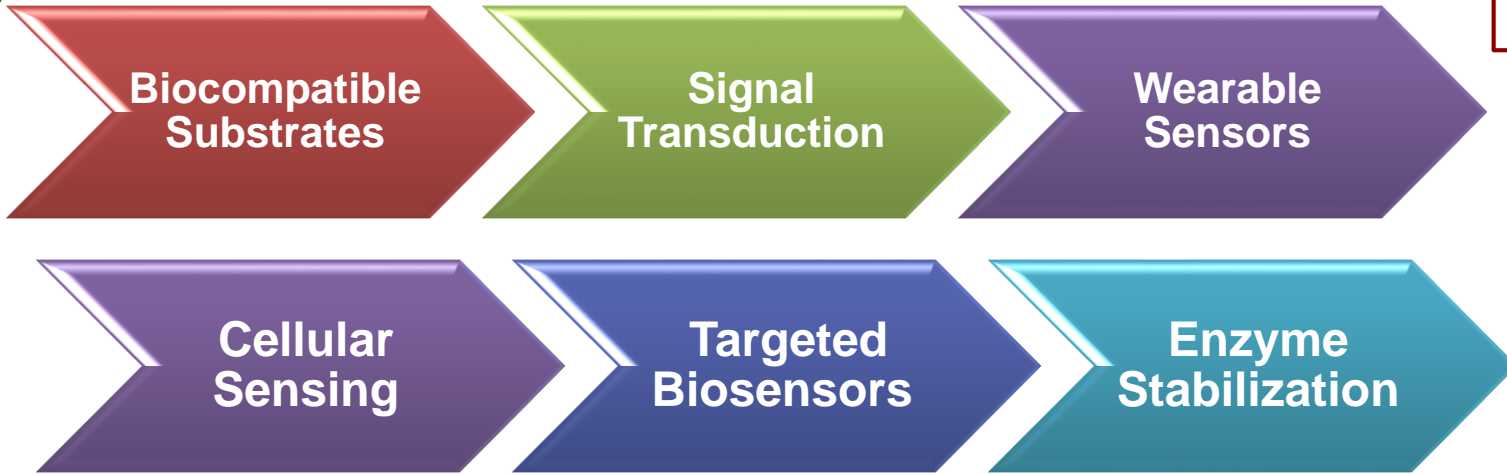 Biocompatible
Substrates
Signal
Transduction
Wearable
Sensors
Cellular
Sensing
Targeted
Biosensors
Enzyme
Stabilization